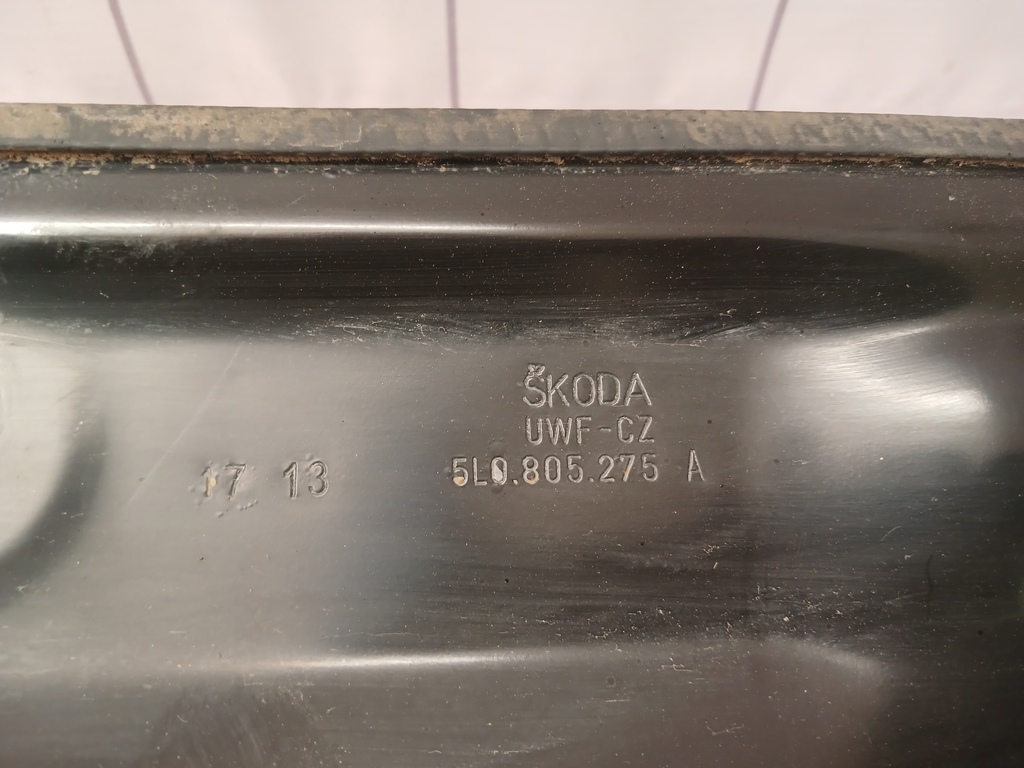 ŠKODA
UWF-CZ
5L0.805.275 A
17 13